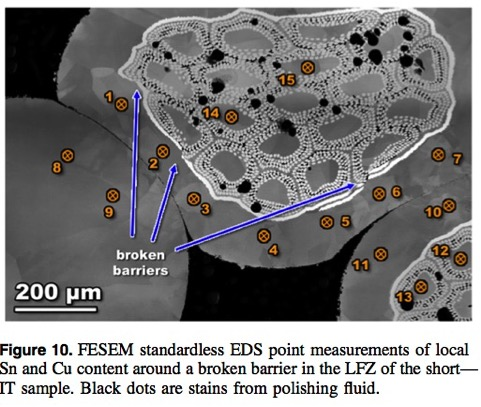 15
1
14
2
7
8
9
3
6
10
5
4
broken
barriers
11
12
13
200 μm
Figure 10. FESEM standardless EDS point measurements of local
Sn and Cu content around a broken barrier in the LFZ of the short—
IT sample. Black dots are stains from polishing fluid.